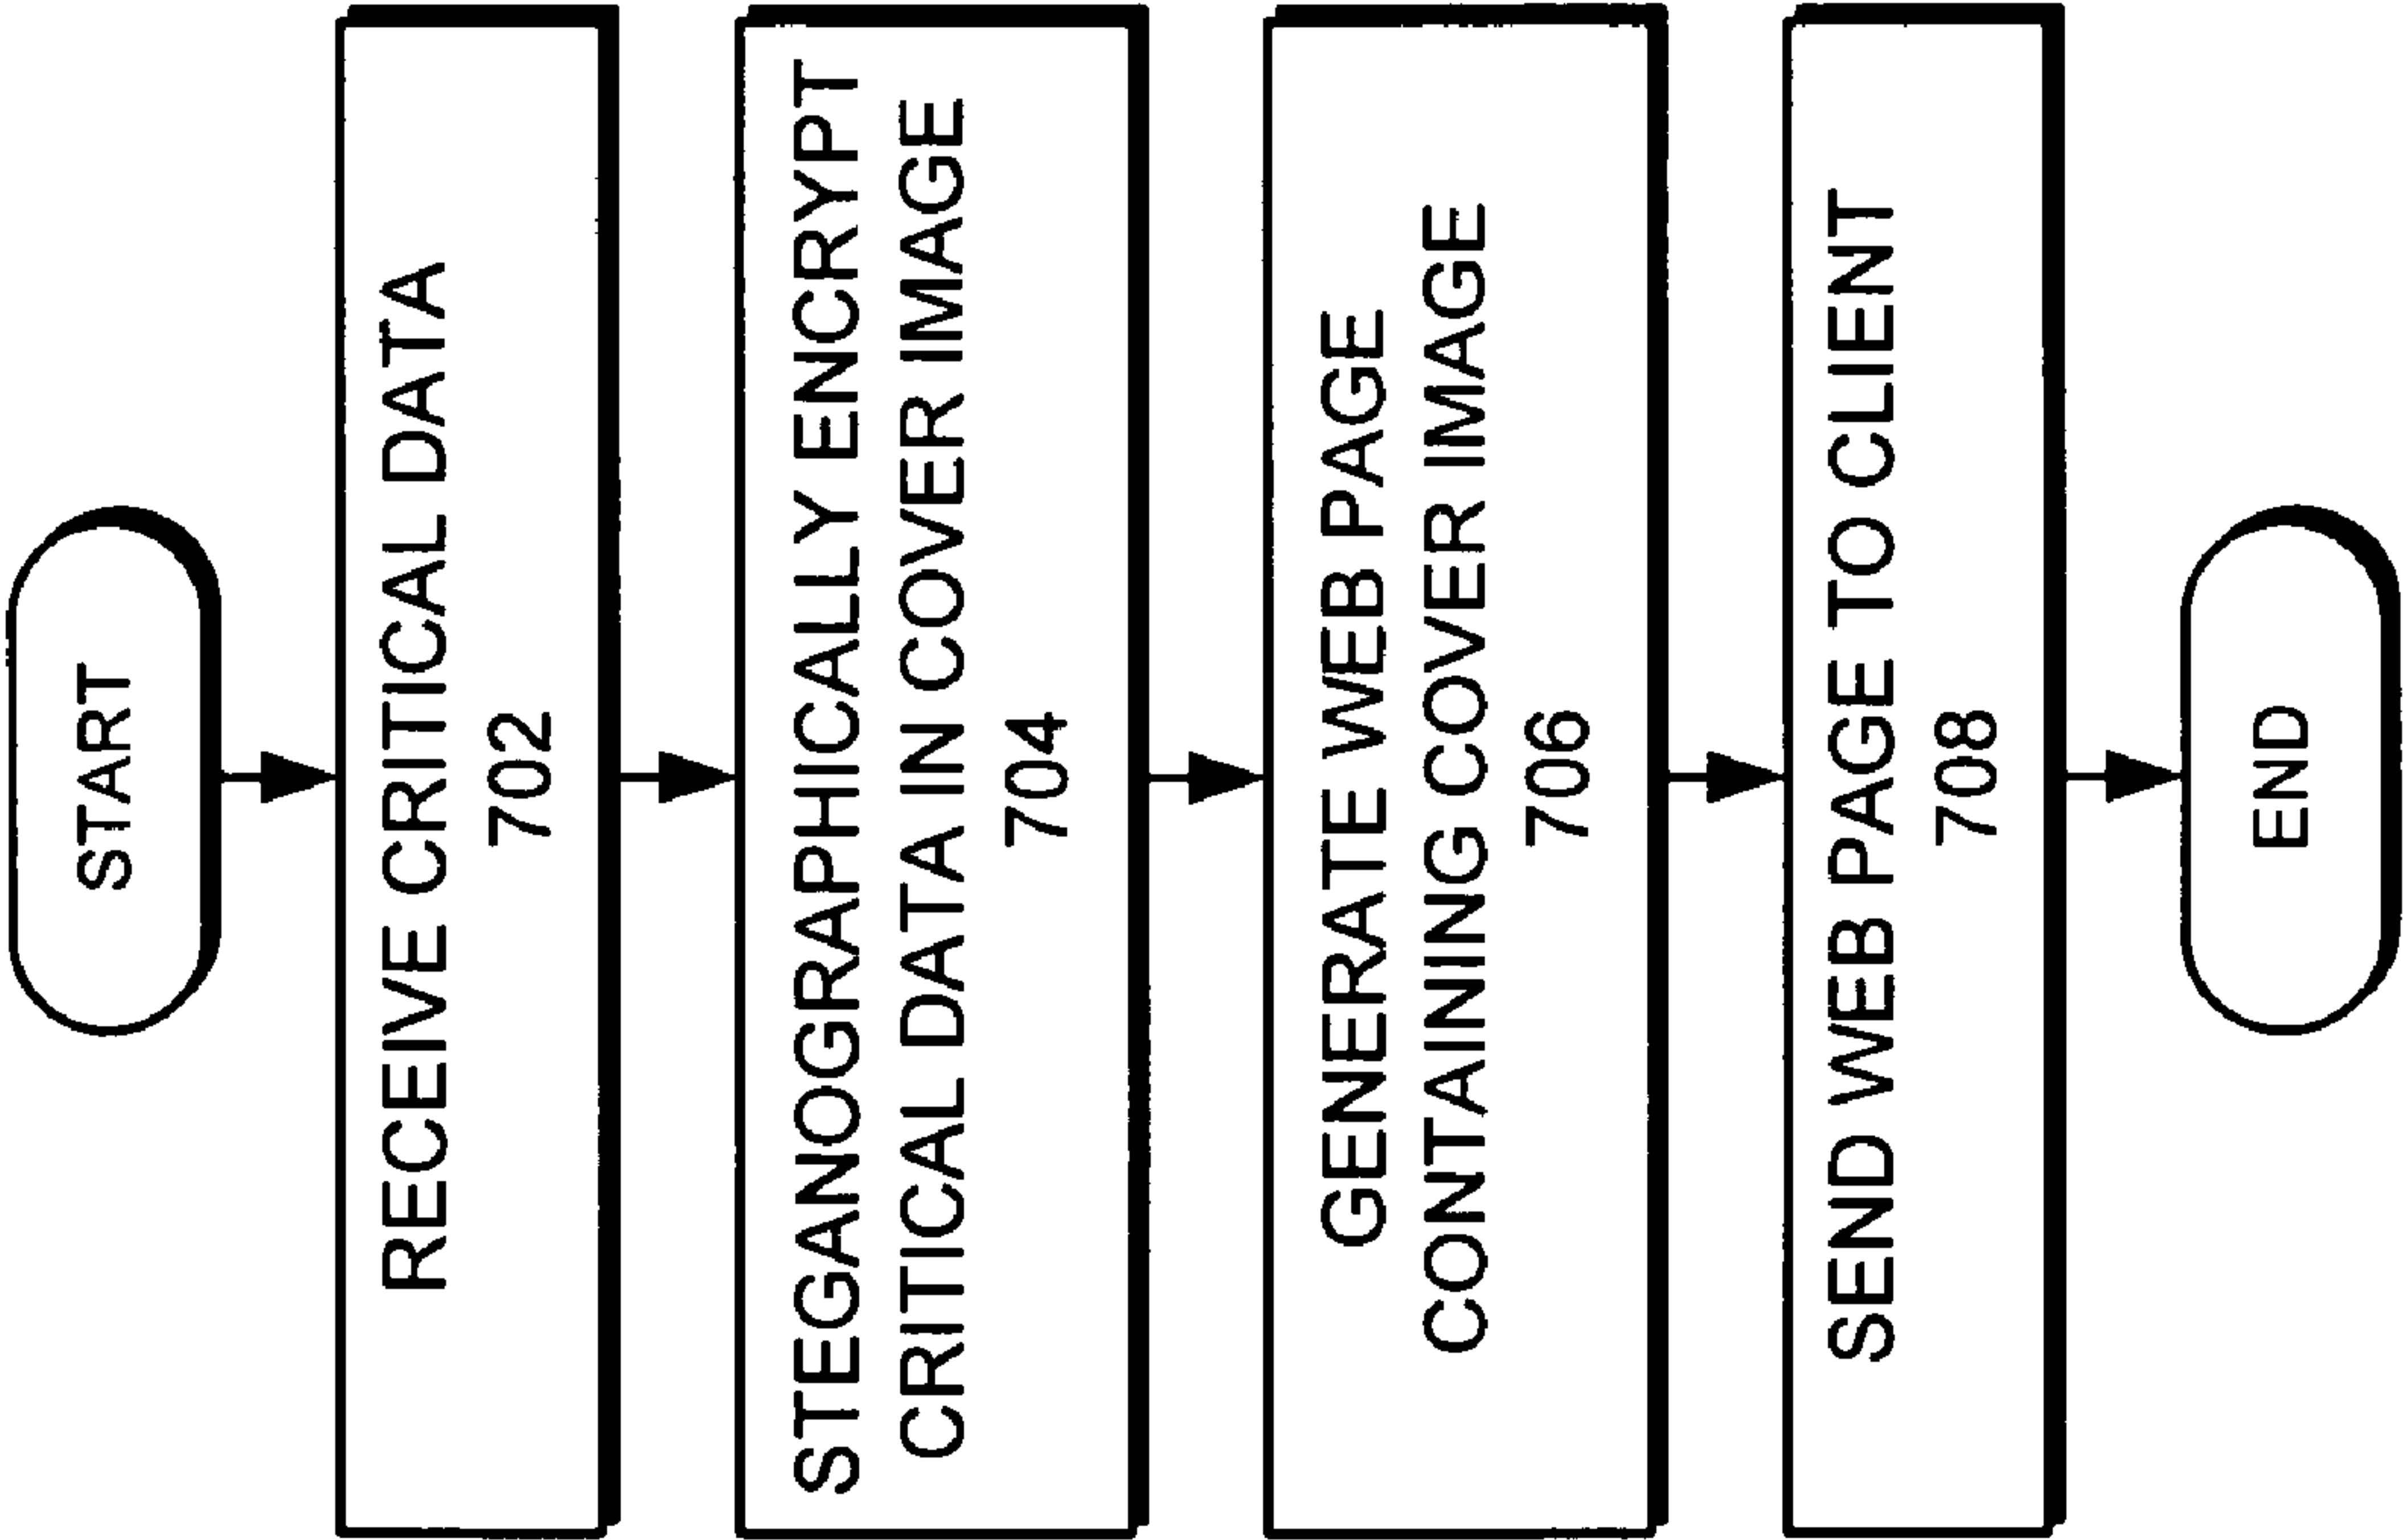 START
RECEIVE CRITICAL DATA
702
STEGANOGRAPHICALLY ENCRYPT
CRITICAL DATA IN COVER IMAGE
704
GENERATE WEB PAGE
CONTAINING COVER IMAGE
706
SEND WEB PAGE TO CLIENT
708
END